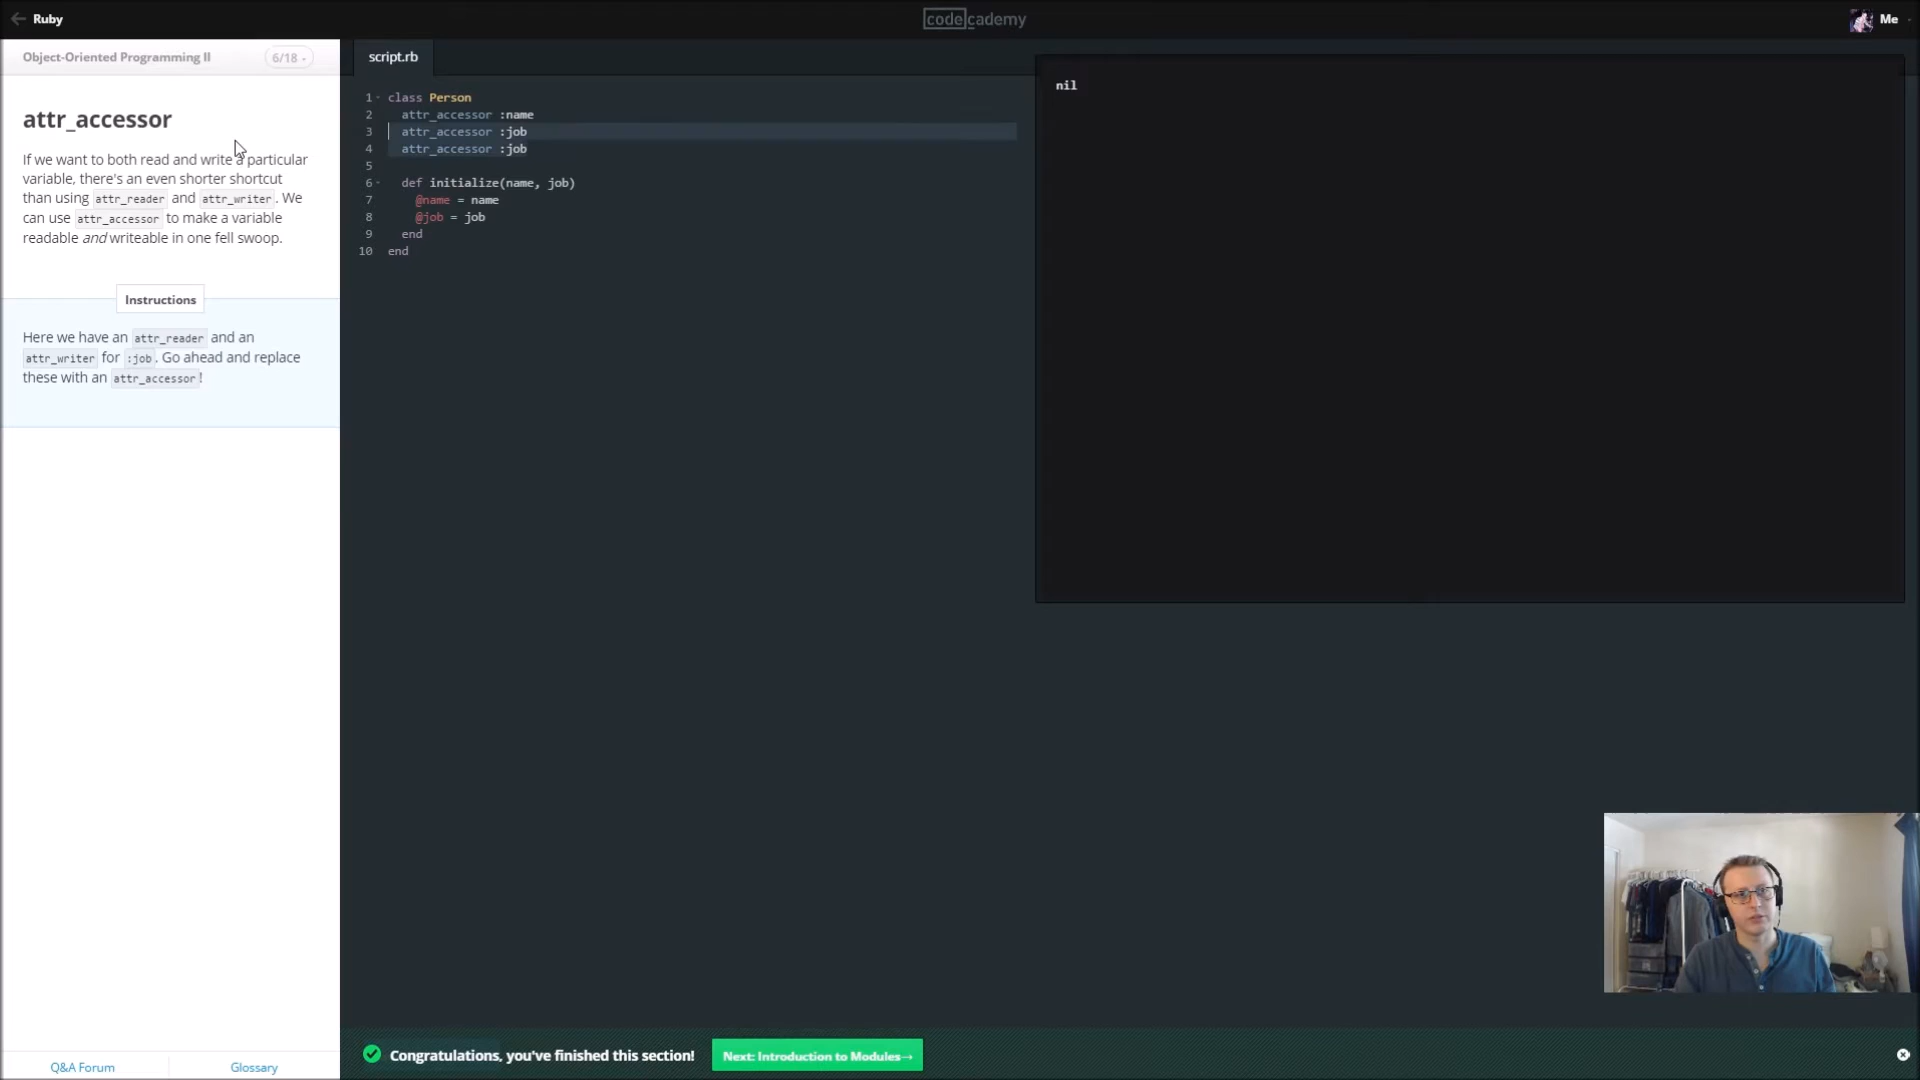 Ruby
codecademy
Me
Object-Oriented Programming II
6/18
script.rb
attr_accessor
If we want to both read and write a particular
variable, there's an even shorter shortcut
than using attr_reader and attr_writer. We
can use attr_accessor to make a variable
readable and writeable in one fell swoop.
Instructions
Here we have an attr_reader and an
attr_writer for :job. Go ahead and replace
these with an attr_accessor!
1 class Person
2 attr_accessor :name
3 attr_accessor :job
4 attr_accessor :job
5
6 def initialize(name, job)
7 @name = name
8 @job = job
9 end
10 end
nil
Congratulations, you've finished this section!
Next: Introduction to Modules→
Q&A Forum
Glossary